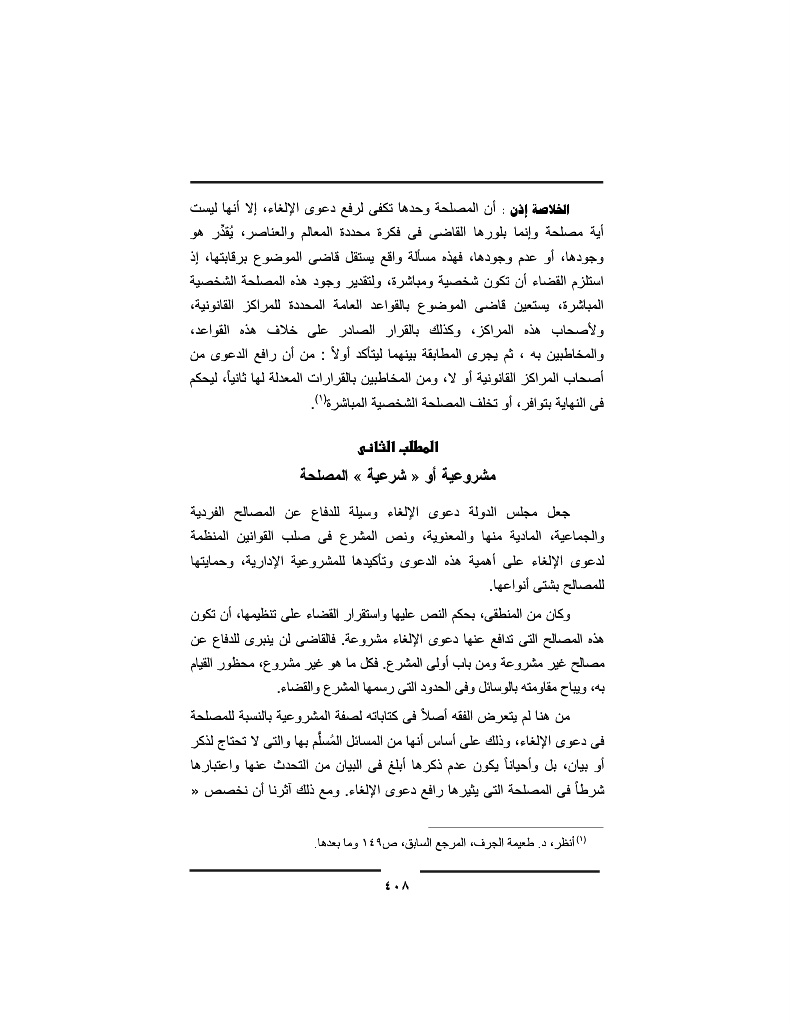 الخلاصة إذن : أن المصلحة وحدها تكفى لرفع دعوى الإلغاء، إلا أنها ليست
أية مصلحة وإنما بلورها القاضى فى فكرة محددة المعالم والعناصر، يُقدِّر هو
وجودها، أو عدم وجودها، فهذه مسألة واقع يستقل قاضى الموضوع برقابتها، إذ
استلزم القضاء أن تكون شخصية ومباشرة، ولتقدير وجود هذه المصلحة الشخصية
المباشرة، يستعين قاضى الموضوع بالقواعد العامة المحددة للمراكز القانونية،
ولأصحاب هذه المراكز، وكذلك بالقرار الصادر على خلاف هذه القواعد،
والمخاطبين به ، ثم يجرى المطابقة بينهما ليتأكد أولاً : من أن رافع الدعوى من
أصحاب المراكز القانونية أو لا، ومن المخاطبين بالقرارات المعدلة لها ثانياً، ليحكم
فى النهاية بتوافر، أو تخلف المصلحة الشخصية المباشرة(١).
المطلب الثانى
مشروعية أو « شرعية » المصلحة
جعل مجلس الدولة دعوى الإلغاء وسيلة للدفاع عن المصالح الفردية
والجماعية، المادية منها والمعنوية، ونص المشرع فى صلب القوانين المنظمة
لدعوى الإلغاء على أهمية هذه الدعوى وتأكيدها للمشروعية الإدارية، وحمايتها
للمصالح بشتى أنواعها.
وكان من المنطقى، بحكم النص عليها واستقرار القضاء على تنظيمها، أن تكون
هذه المصالح التى تدافع عنها دعوى الإلغاء مشروعة. فالقاضى لن ينبرى للدفاع عن
مصالح غير مشروعة ومن باب أولى المشرع. فكل ما هو غير مشروع، محظور القيام
به، ويباح مقاومته بالوسائل وفى الحدود التى رسمها المشرع والقضاء.
من هنا لم يتعرض الفقه أصلاً فى كتاباته لصفة المشروعية بالنسبة للمصلحة
فى دعوى الإلغاء، وذلك على أساس أنها من المسائل المُسلَّم بها والتى لا تحتاج لذكر
أو بيان، بل وأحياناً يكون عدم ذكرها أبلغ فى البيان من التحدث عنها واعتبارها
شرطاً فى المصلحة التى يثيرها رافع دعوى الإلغاء. ومع ذلك آثرنا أن نخصص «
(١) أنظر، د. طعيمة الجرف، المرجع السابق، ص١٤٩ وما بعدها.
٤٠٨